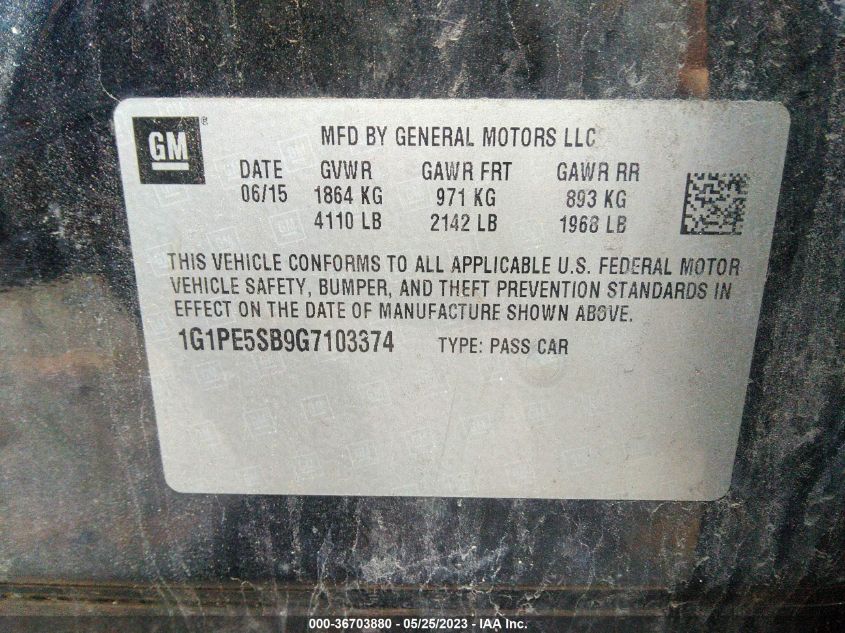 GM ®
MFD BY GENERAL MOTORS LLC
DATE GVWR GAWR FRT GAWR RR
06/15 1864 KG 971 KG 893 KG
4110 LB 2142 LB 1968 LB
THIS VEHICLE CONFORMS TO ALL APPLICABLE U.S. FEDERAL MOTOR
VEHICLE SAFETY, BUMPER, AND THEFT PREVENTION STANDARDS IN
EFFECT ON THE DATE OF MANUFACTURE SHOWN ABOVE.
1G1PE5SB9G7103374 TYPE: PASS CAR
000-36703880 - 05/25/2023 - www.iaai.com